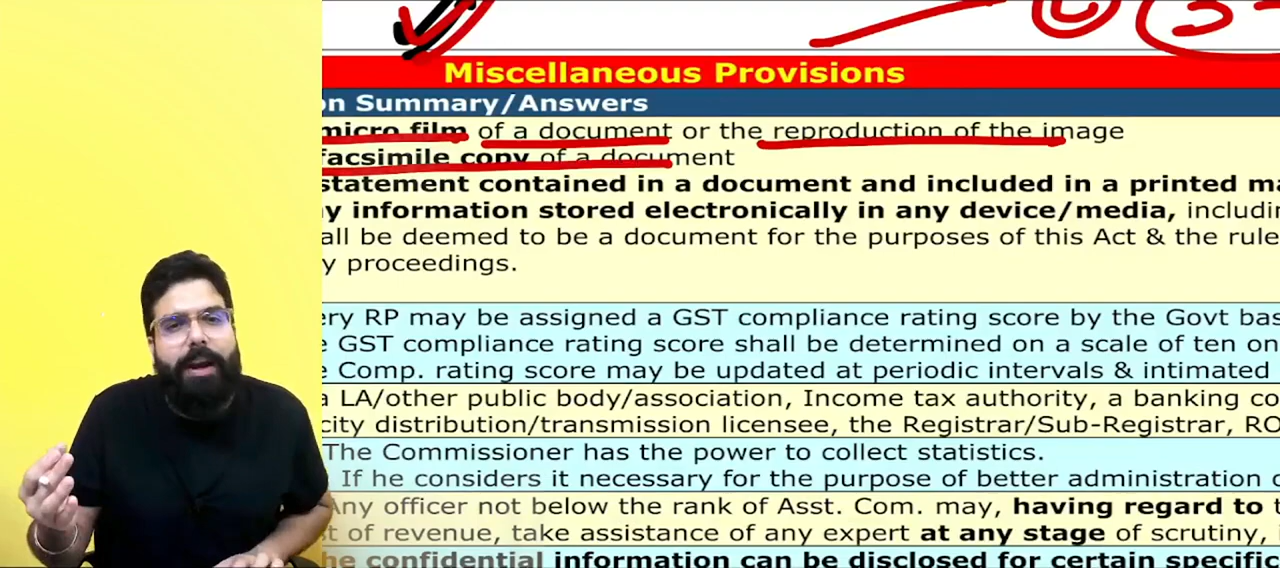 Miscellaneous Provisions
on Summary/Answers
micro film of a document or the reproduction of the image
facsimile copy of a document
statement contained in a document and included in a printed
y information stored electronically in any device/media,
all be deemed to be a document for the purposes of this Act & the rule
y proceedings.
ery RP may be assigned a GST compliance rating score by the Govt bas
e GST compliance rating score shall be determined on a scale of ten on
e Comp. rating score may be updated at periodic intervals & intimated
a LA/other public body/association, Income tax authority, a banking co
city distribution/transmission licensee, the Registrar/Sub-Registrar, RO
The Commissioner has the power to collect statistics.
If he considers it necessary for the purpose of better administration
Any officer not below the rank of Asst. Com. may, having regard to
t of revenue, take assistance of any expert at any stage of scrutiny,
he confidential information can be disclosed for certain specific